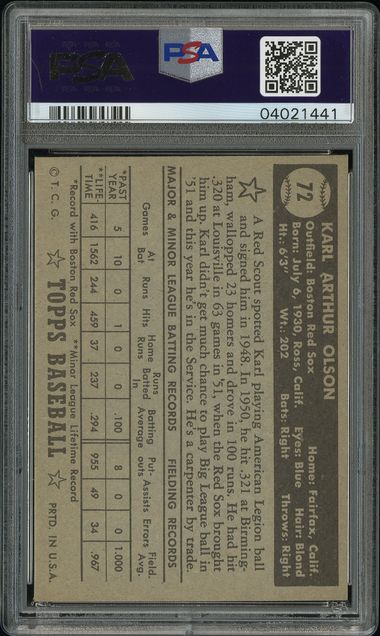 PSA
PSA
04021441
72
KARL ARTHUR OLSON
Outfield: Boston Red Sox Home: Fairfax, Calif.
Born: July 6, 1930, Ross, Calif. Eyes: Blue Hair: Blond
Ht.: 6'3" Wt.: 202 Bats: Right Throws: Right
A Red Scout spotted Karl playing American Legion ball
and signed him in 1948. In 1950, he hit .321 at Birming-
ham, walloped 23 homers and drove in 100 runs. He had hit
.320 at Louisville in 63 games in '51, when the Red Sox brought
him up. Karl didn't get much chance to play Big League ball in
'51 and this year he's in the Service. He's a carpenter by trade.
MAJOR & MINOR LEAGUE BATTING RECORDS FIELDING RECORDS
Games At Bat Runs Hits Home Runs Runs Batted In Batting Average Put-outs Assists Errors Field. Avg.
*PAST YEAR 5 10 0 1 0 0 .100 8 0 0 1.000
**LIFE TIME 416 1562 244 459 37 237 .294 955 49 34 .967
*Record with Boston Red Sox **Minor League Lifetime Record
© T. C. G. TOPPS BASEBALL PRTD. IN U.S.A.